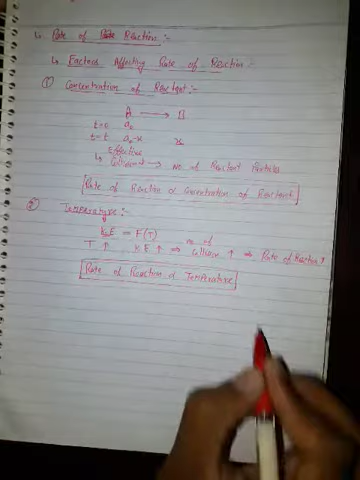 ↳ Rate of Reaction :-
↳ Factors Affecting Rate of Reaction :-
① Concentration of Reactant :-
A ⟶ B
t=0 a₀
t=t a₀-x x
Effective
↳ Collision ⟶ No of Reactant Particles
Rate of Reaction ∝ Concentration of Reactant
② Temperature :-
K.E = F(T)
T ↑ K.E ↑ ⇒ no of Collision ↑ ⇒ Rate of Reaction ↑
Rate of Reaction ∝ Temperature